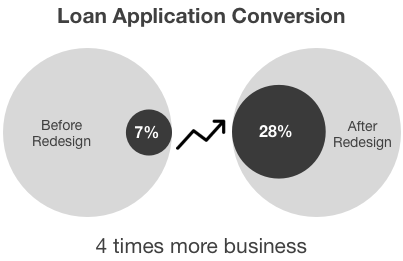 Loan Application Conversion
Before
Redesign
7%
28%
After
Redesign
4 times more business